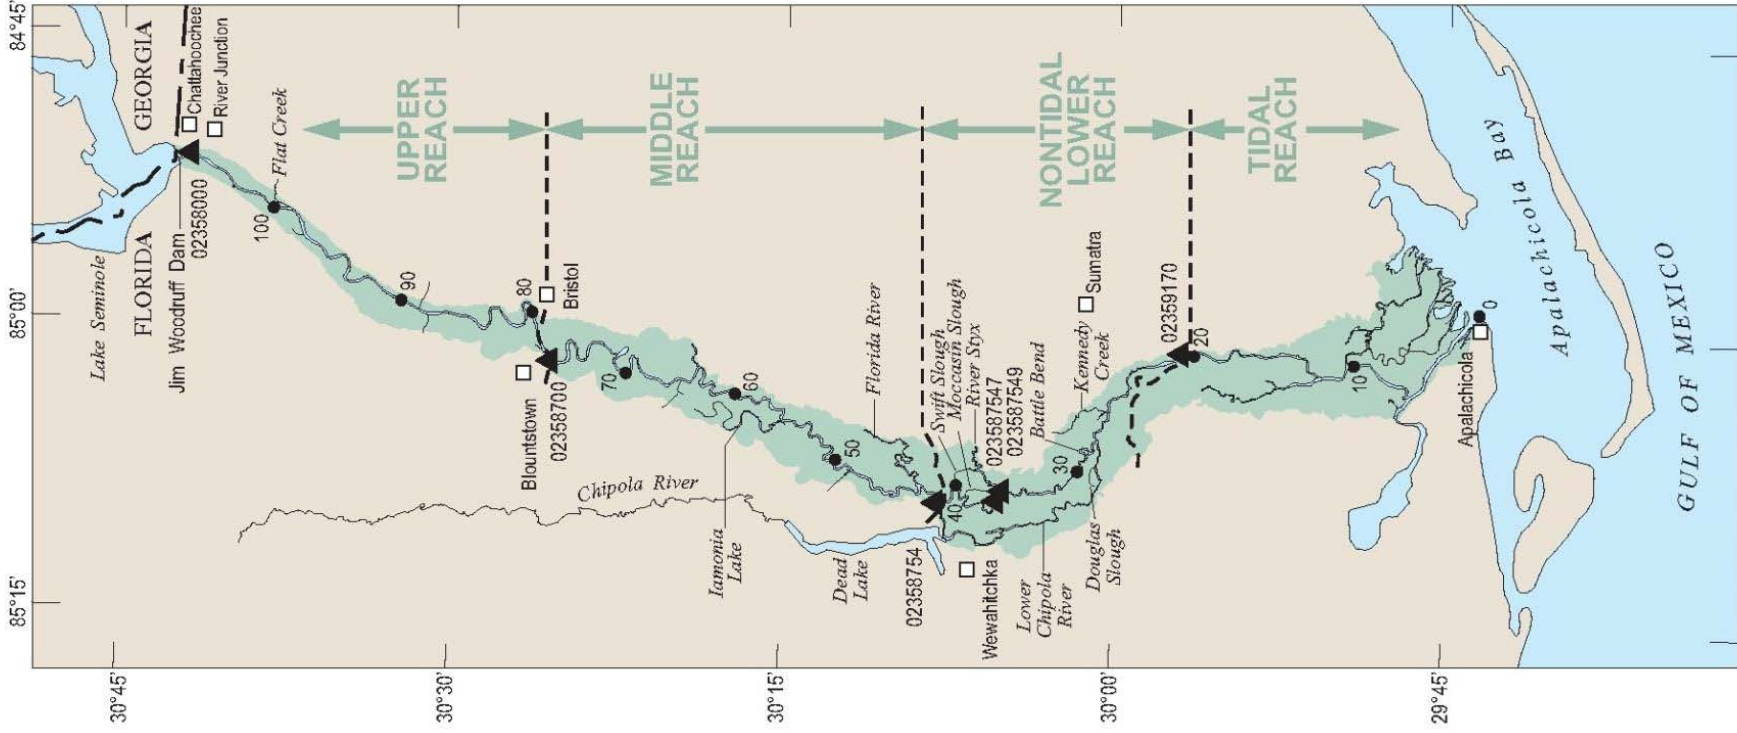 85°15'
85°00'
84°45'
30°45'
30°30'
30°15'
30°00'
29°45'
Lake Seminole
FLORIDA
GEORGIA
Jim Woodruff Dam
02358000
Chattahoochee
River Junction
Flat Creek
100
90
80
Bristol
UPPER
REACH
Blountstown
02358700
70
60
50
MIDDLE
REACH
Chipola River
Iamonia
Lake
Dead
Lake
Florida River
02358754
40
Swift Slough
Moccasin Slough
River Styx
023587547
023587549
Wewahitchka
Lower
Chipola
River
Douglas
Slough
30
Battle Bend
Kennedy
Creek
Sumatra
NONTIDAL
LOWER
REACH
02359170
20
TIDAL
REACH
10
Apalachicola
0
Apalachicola Bay
GULF OF MEXICO